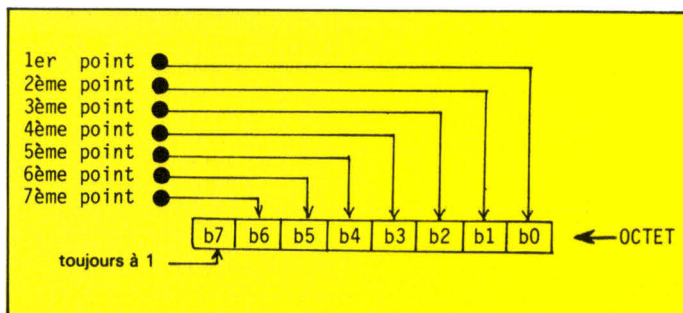 1er point
2ème point
3ème point
4ème point
5ème point
6ème point
7ème point
b7 b6 b5 b4 b3 b2 b1 b0 OCTET
toujours à 1